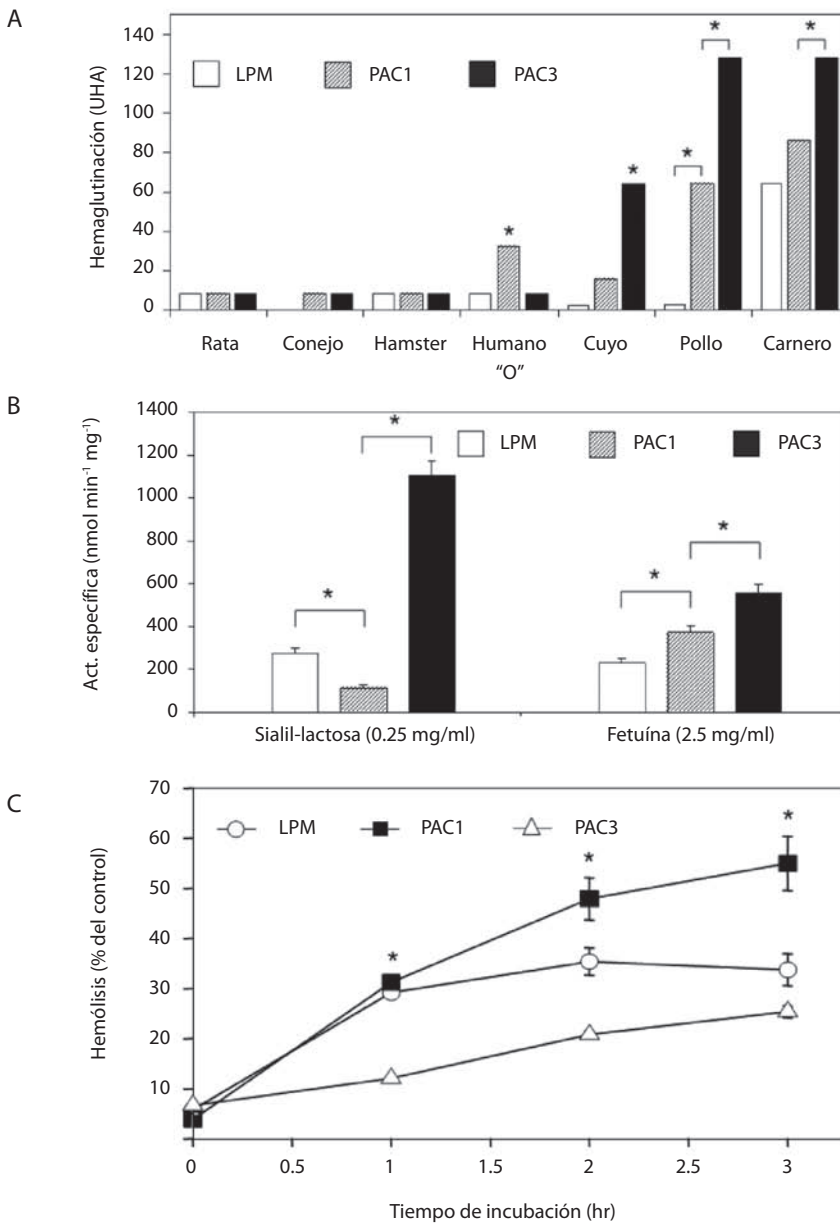 A
Hemaglutinación (UHA)
140
120
100
80
60
40
20
0
LPM PAC1 PAC3
* * * * * *
Rata Conejo Hamster Humano Cuyo Pollo Carnero
"O"
B
Act. específica (nmol min⁻¹ mg⁻¹)
1400
1200
1000
800
600
400
200
0
LPM PAC1 PAC3
* * * *
Sialil-lactosa (0.25 mg/ml) Fetuína (2.5 mg/ml)
C
Hemólisis (% del control)
70
60
50
40
30
20
10
LPM PAC1 PAC3
* * *
0 0.5 1 1.5 2 2.5 3
Tiempo de incubación (hr)